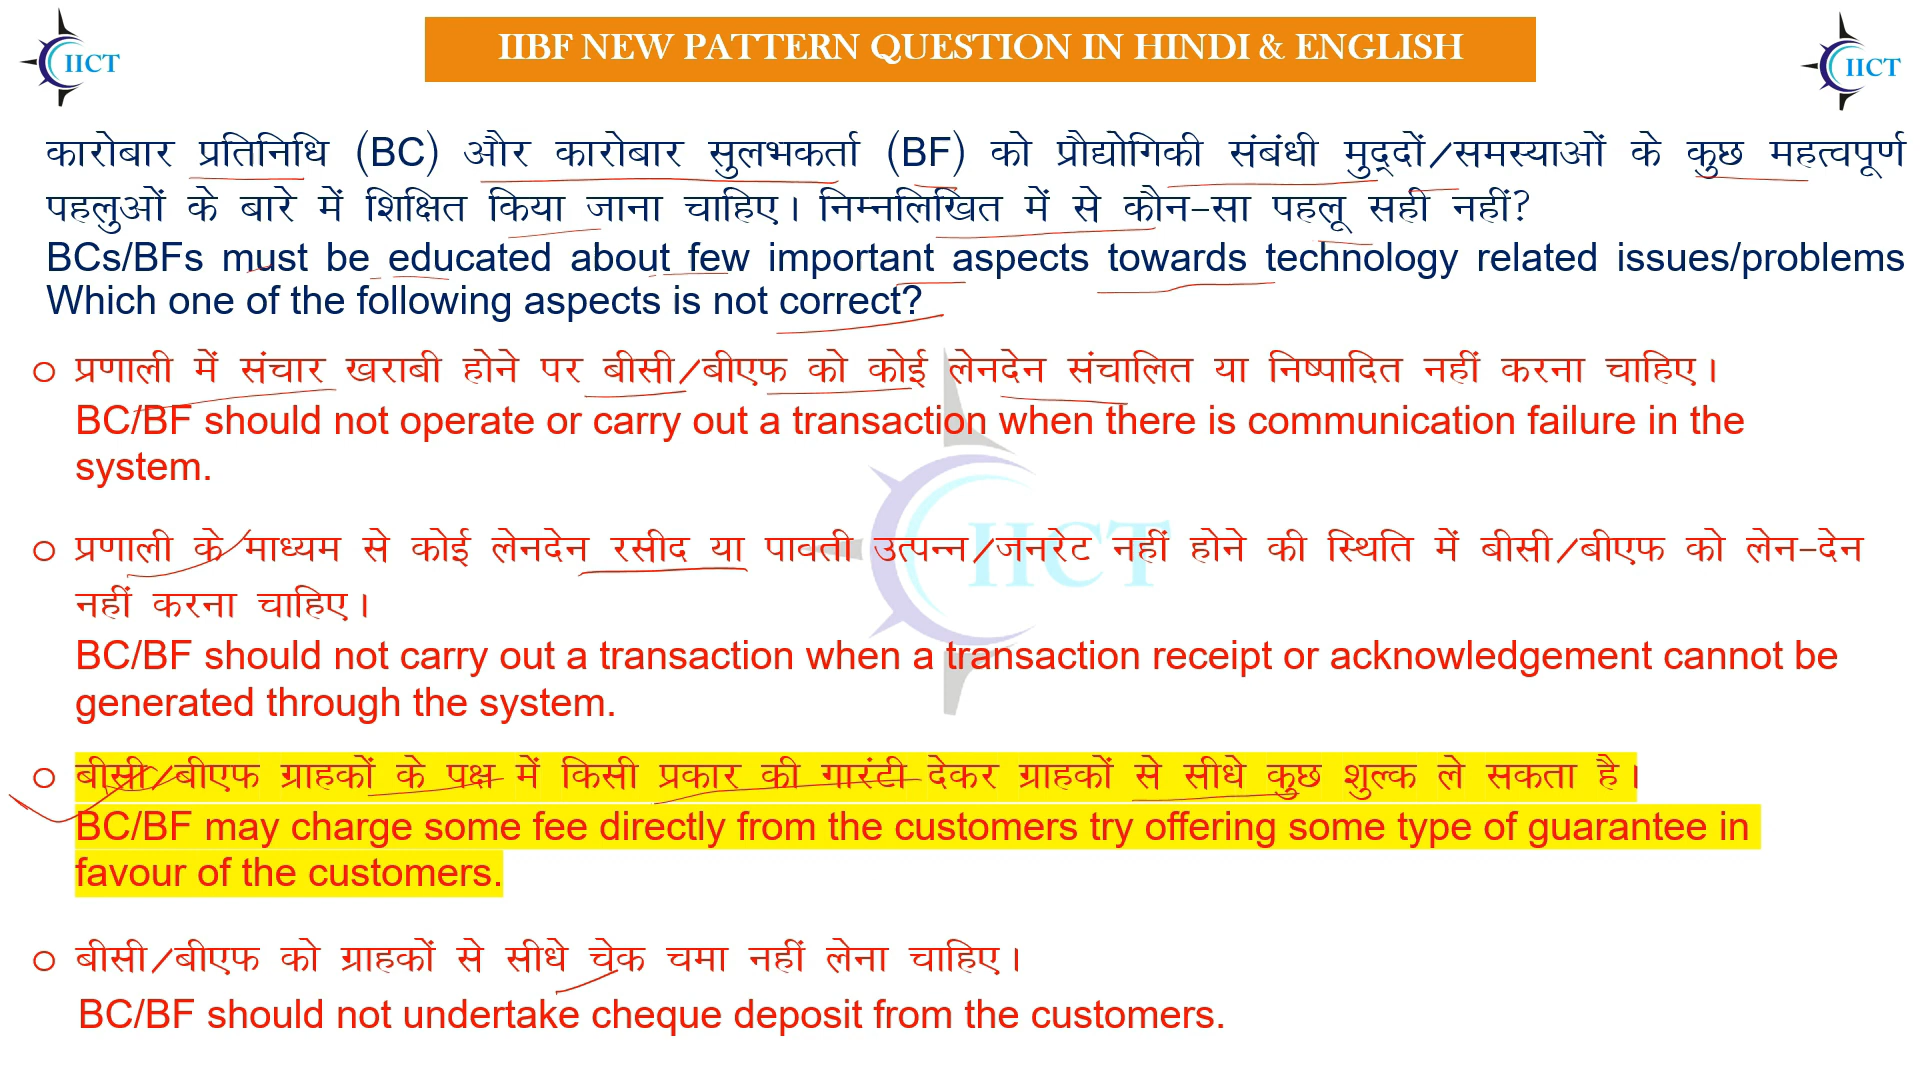 IICT
IIBF NEW PATTERN QUESTION IN HINDI & ENGLISH
IICT
कारोबार प्रतिनिधि (BC) और कारोबार सुलभकर्ता (BF) को प्रौद्योगिकी संबंधी मुद्दों/समस्याओं के कुछ महत्वपूर्ण
पहलुओं के बारे में शिक्षित किया जाना चाहिए। निम्नलिखित में से कौन-सा पहलू सही नहीं?
BCs/BFs must be educated about few important aspects towards technology related issues/problems
Which one of the following aspects is not correct?
प्रणाली में संचार खराबी होने पर बीसी/बीएफ को कोई लेनदेन संचालित या निष्पादित नहीं करना चाहिए।
BC/BF should not operate or carry out a transaction when there is communication failure in the
system.
प्रणाली के माध्यम से कोई लेनदेन रसीद या पावती उत्पन्न/जनरेट नहीं होने की स्थिति में बीसी/बीएफ को लेन-देन
नहीं करना चाहिए।
IICT
BC/BF should not carry out a transaction when a transaction receipt or acknowledgement cannot be
generated through the system.
बीसी/बीएफ ग्राहकों के पक्ष में किसी प्रकार की गारंटी देकर ग्राहकों से सीधे कुछ शुल्क ले सकता है।
BC/BF may charge some fee directly from the customers try offering some type of guarantee in
favour of the customers.
बीसी/बीएफ को ग्राहकों से सीधे चेक चमा नहीं लेना चाहिए।
BC/BF should not undertake cheque deposit from the customers.